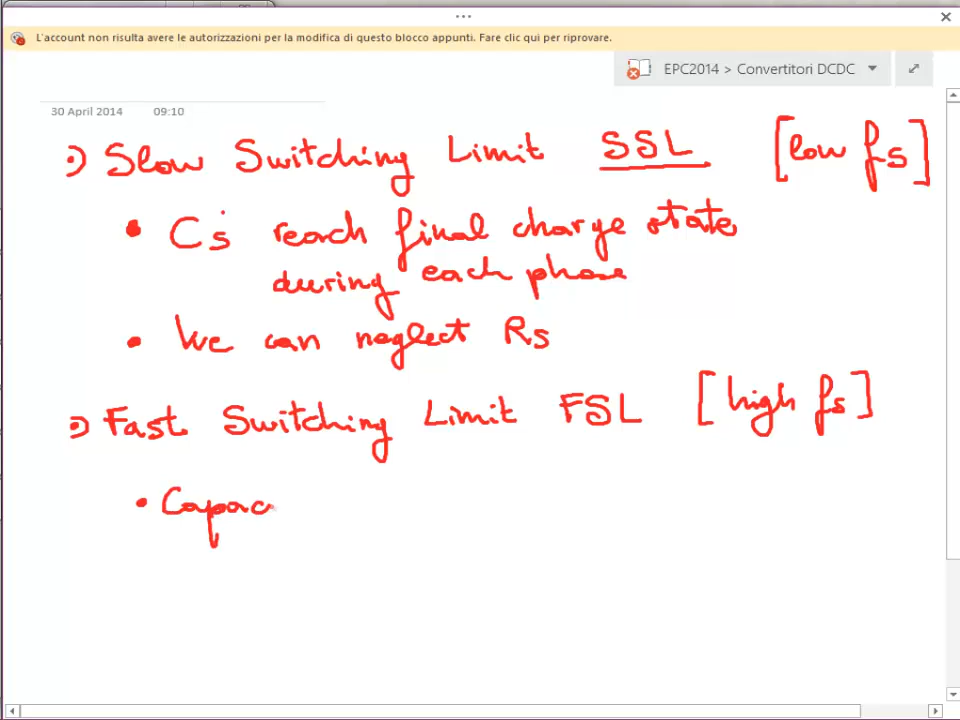 L'account non risulta avere le autorizzazioni per la modifica di questo blocco appunti. Fare clic qui per riprovare.
EPC2014 > Convertitori DCDC
30 April 2014 09:10
•) Slow Switching Limit SSL [low fs]
• Cs reach final charge state
during each phase
• We can neglect Rs
•) Fast Switching Limit FSL [high fs]
• Capac